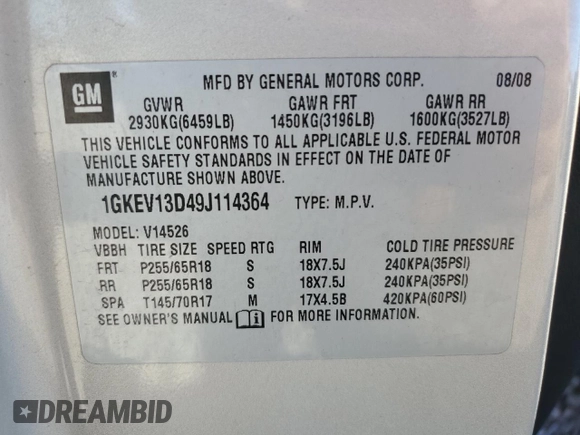 GM ® MFD BY GENERAL MOTORS CORP. 08/08
GVWR GAWR FRT GAWR RR
2930KG(6459LB) 1450KG(3196LB) 1600KG(3527LB)
THIS VEHICLE CONFORMS TO ALL APPLICABLE U.S. FEDERAL MOTOR
VEHICLE SAFETY STANDARDS IN EFFECT ON THE DATE OF
MANUFACTURE SHOWN ABOVE.
1GKEV13D49J114364 TYPE: M.P.V.
MODEL: V14526
VBBH TIRE SIZE SPEED RTG RIM COLD TIRE PRESSURE
FRT P255/65R18 S 18X7.5J 240KPA(35PSI)
RR P255/65R18 S 18X7.5J 240KPA(35PSI)
SPA T145/70R17 M 17X4.5B 420KPA(60PSI)
SEE OWNER'S MANUAL i FOR MORE INFORMATION.
DREAMBID